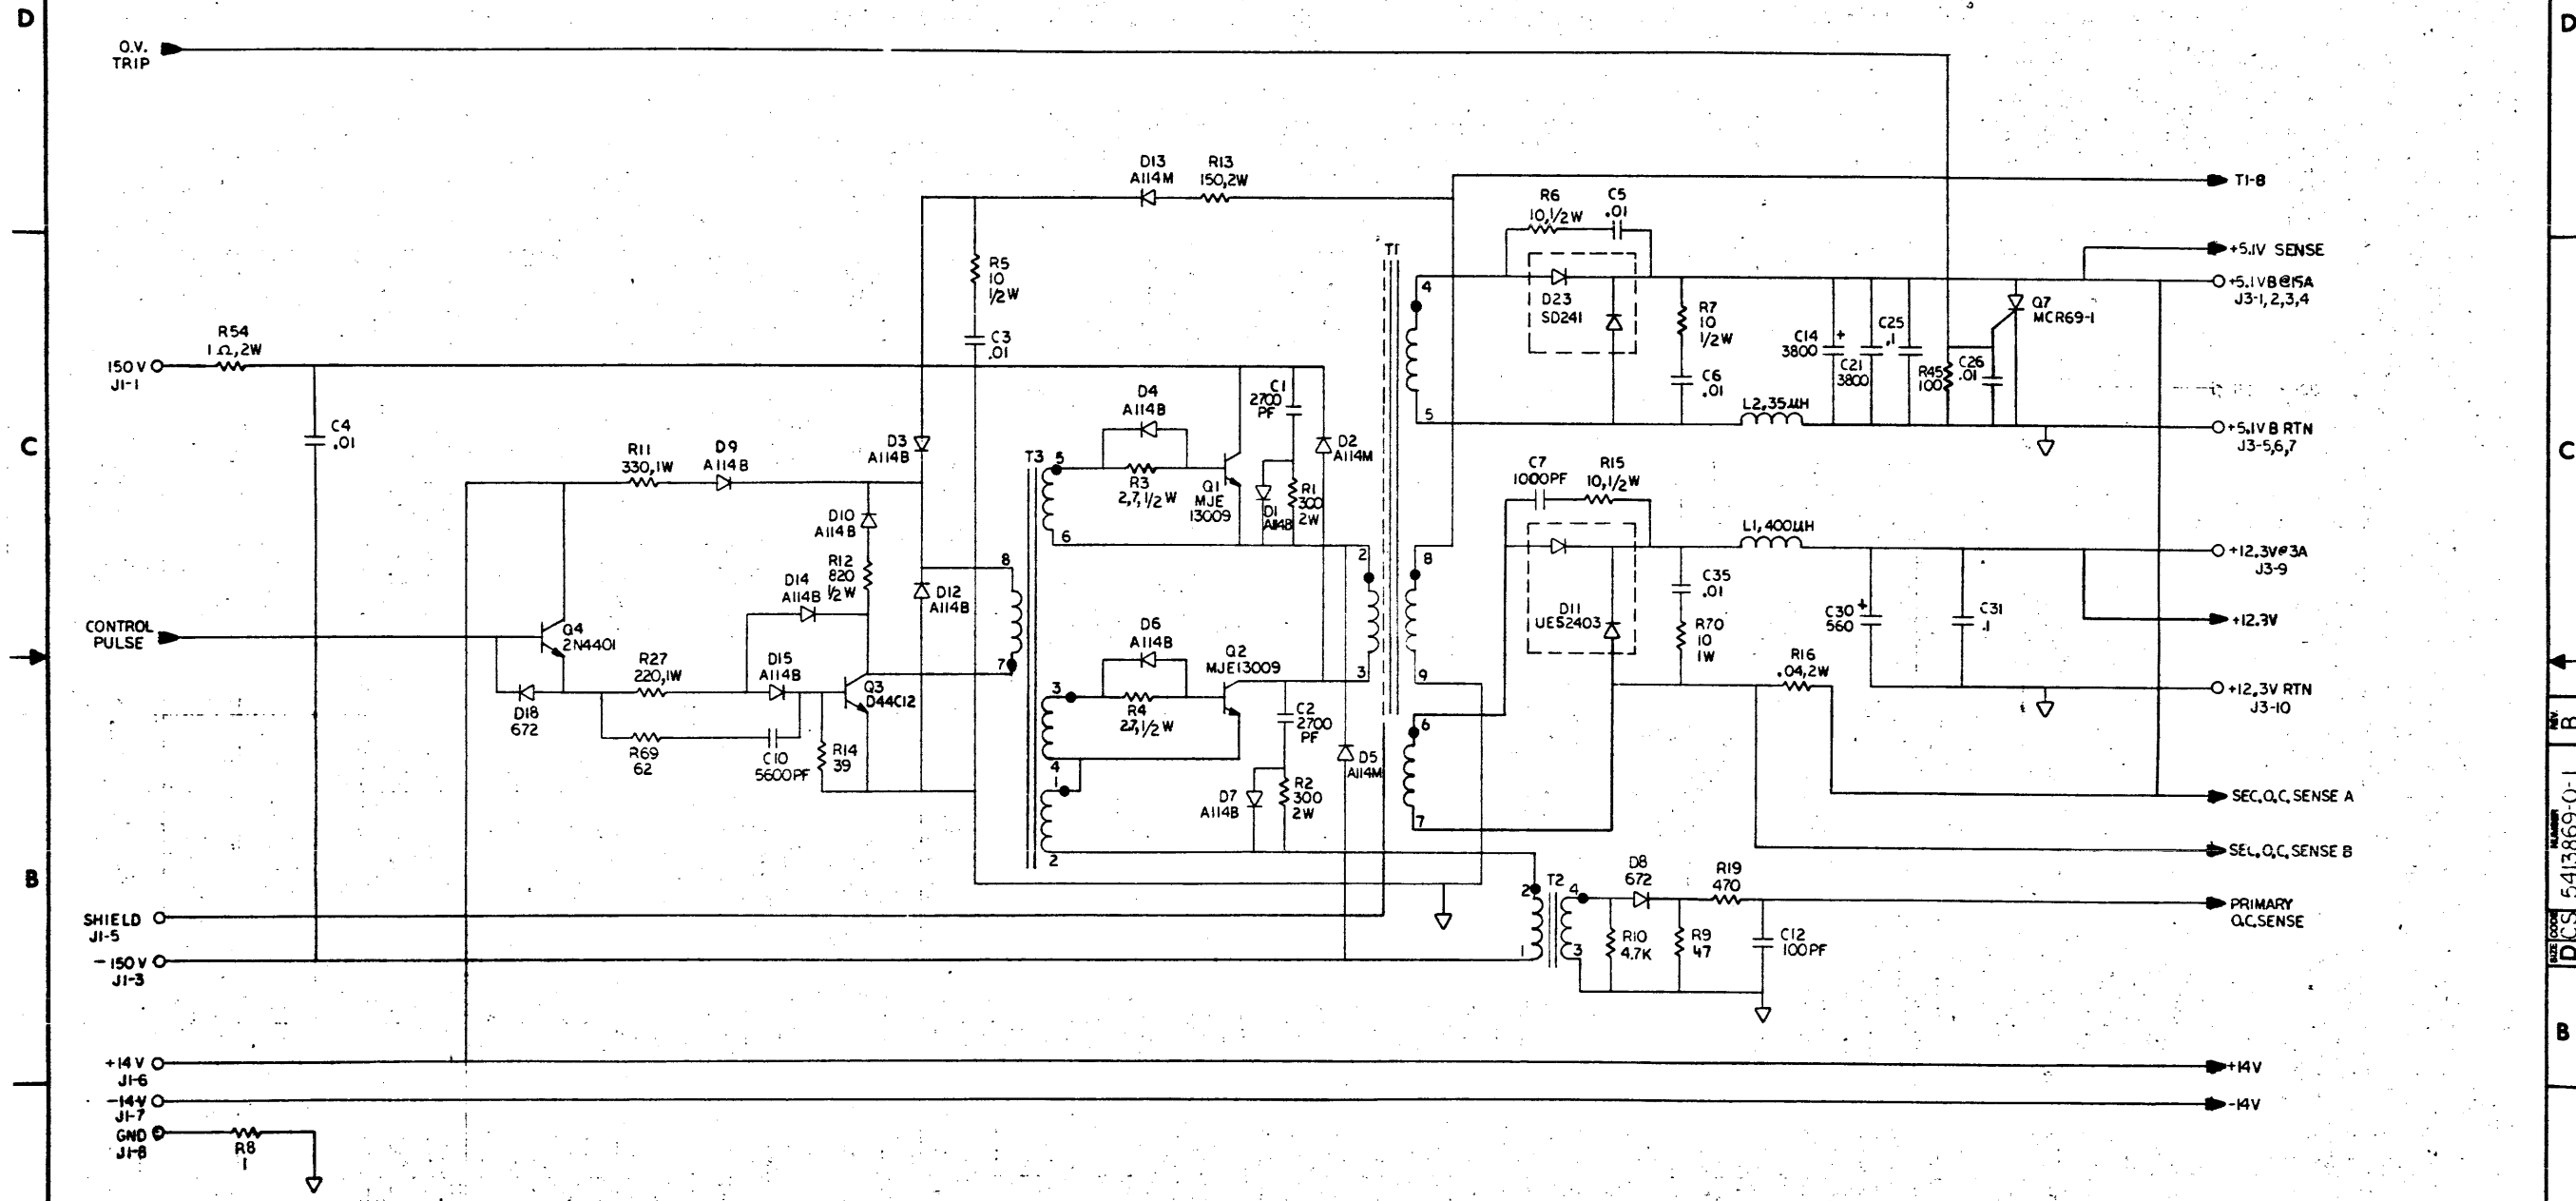 D
D
O.V.
TRIP
D13
A114M
R13
150,2W
T1-8
R6
10,1/2W
C5
.01
T1
+5.1V SENSE
R5
10
1/2W
4
D23
SD241
R7
10
1/2W
+5.1VB@15A
J3-1,2,3,4
Q7
MCR69-1
R54
1Ω,2W
C3
.01
C14
3800
+
C25
.1
C21
3800
R45
100
C26
.01
150V
J1-1
C6
.01
D4
A114B
C1
2700
PF
C4
.01
D3
A114B
D2
A114M
5
L2,35µH
+5.1V B RTN
J3-5,6,7
C
C
R11
330,1W
D9
A114B
T3
5
R3
2.7,1/2W
Q1
MJE
13009
D1
A114B
R1
300
2W
C7
1000PF
R15
10,1/2W
D10
A114B
6
L1,400µH
8
2
8
+12.3V@3A
J3-9
R12
820
1/2W
D14
A114B
D12
A114B
C35
.01
D11
UES2403
R70
10
1W
C30
560
+
C31
.1
+12.3V
CONTROL
PULSE
Q4
2N4401
D6
A114B
Q2
MJE13009
R27
220,1W
D15
A114B
7
Q3
D44C12
3
3
9
R16
.04,2W
+12.3V RTN
J3-10
D18
672
R4
2.7,1/2W
C2
2700
PF
6
R69
62
C10
5600PF
R14
39
4
1
D5
A114M
D7
A114B
R2
300
2W
7
SEC.O.C. SENSE A
2
SEC.O.C. SENSE B
B
D8
672
R19
470
2
T2
4
SHIELD
J1-5
PRIMARY
O.C.SENSE
1
3
R10
4.7K
R9
47
C12
100PF
-150V
J1-3
B
+14V
J1-6
+14V
-14V
J1-7
-14V
GND
J1-8
R8
1
SIZE
D
CODE
CS
NUMBER
5413869-0-1
REV.
B